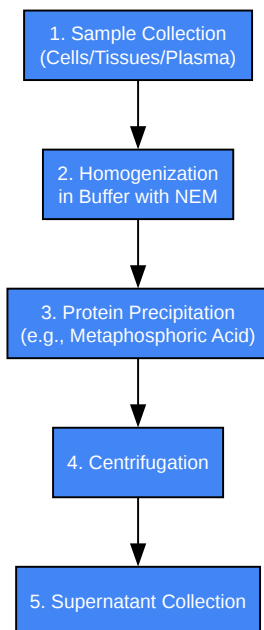 1. Sample Collection
(Cells/Tissues/Plasma)
2. Homogenization
in Buffer with NEM
3. Protein Precipitation
(e.g., Metaphosphoric Acid)
4. Centrifugation
5. Supernatant Collection